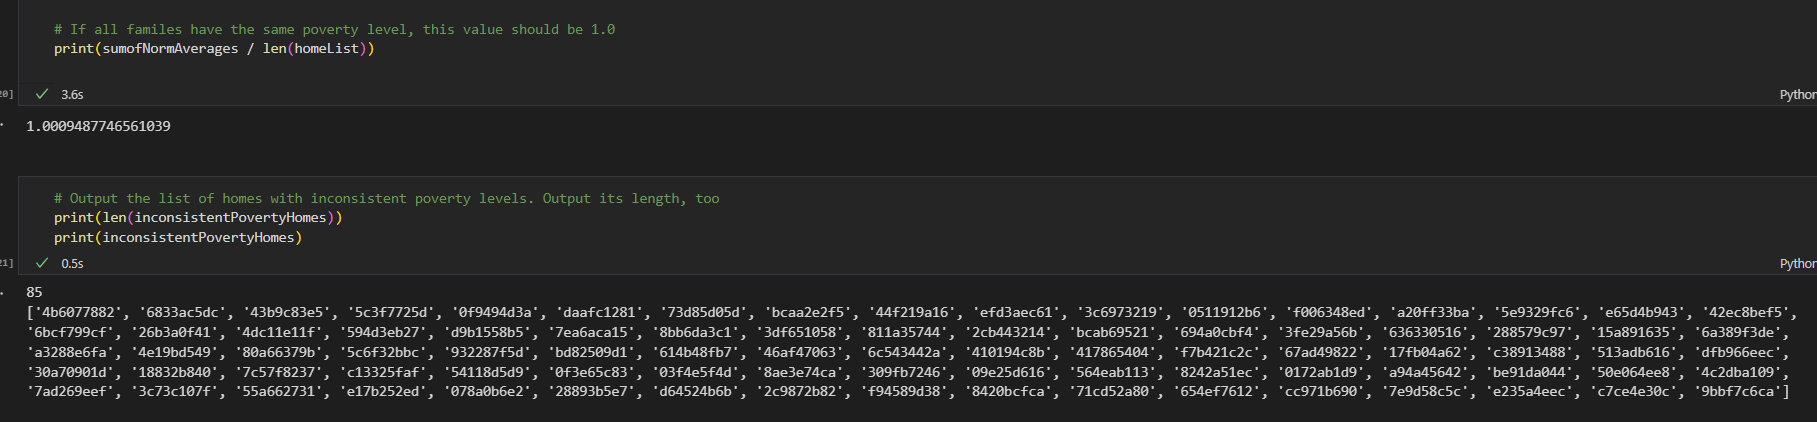 # If all familes have the same poverty level, this value should be 1.0
print(sumofNormAverages / len(homeList))
20]
3.6s
Python
1.0009487746561039
# Output the list of homes with inconsistent poverty levels. Output its length, too
print(len(inconsistentPovertyHomes))
print(inconsistentPovertyHomes)
21]
0.5s
Python
85
['4b6077882', '6833ac5dc', '43b9c83e5', '5c3f7725d', '0f9494d3a', 'daafc1281', '73d85d05d', 'bcaa2e2f5', '44f219a16', 'efd3aec61', '3c6973219', '0511912b6', 'f006348ed', 'a20ff33ba', '5e9329fc6', 'e65d4b943', '42ec8bef5',
'6bcf799cf', '26b3a0f41', '4dc11e11f', '594d3eb27', 'd9b1558b5', '7ea6aca15', '8bb6da3c1', '3df651058', '811a35744', '2cb443214', 'bcab69521', '694a0cbf4', '3fe29a56b', '636330516', '288579c97', '15a891635', '6a389f3de',
'a3288e6fa', '4e19bd549', '80a66379b', '5c6f32bbc', '932287f5d', 'bd82509d1', '614b48fb7', '46af47063', '6c543442a', '410194c8b', '417865404', 'f7b421c2c', '67ad49822', '17fb04a62', 'c38913488', '513adb616', 'dfb966eec',
'30a70901d', '18832b840', '7c57f8237', 'c13325faf', '54118d5d9', '0f3e65c83', '03f4e5f4d', '8ae3e74ca', '309fb7246', '09e25d616', '564eab113', '8242a51ec', '0172ab1d9', 'a94a45642', 'be91da044', '50e064ee8', '4c2dba109',
'7ad269eef', '3c73c107f', '55a662731', 'e17b252ed', '078a0b6e2', '28893b5e7', 'd64524b6b', '2c9872b82', 'f94589d38', '8420bcfca', '71cd52a80', '654ef7612', 'cc971b690', '7e9d58c5c', 'e235a4eec', 'c7ce4e30c', '9bbf7c6ca']